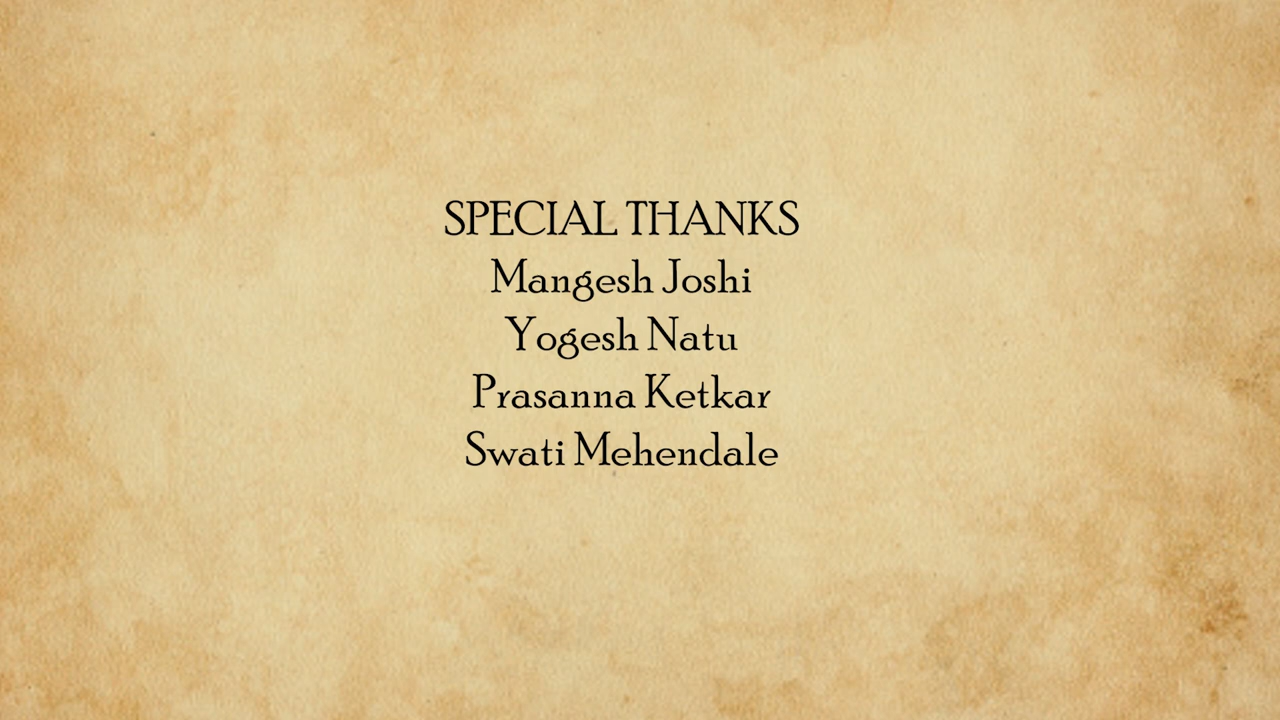 SPECIAL THANKS
Mangesh Joshi
Yogesh Natu
Prasanna Ketkar
Swati Mehendale